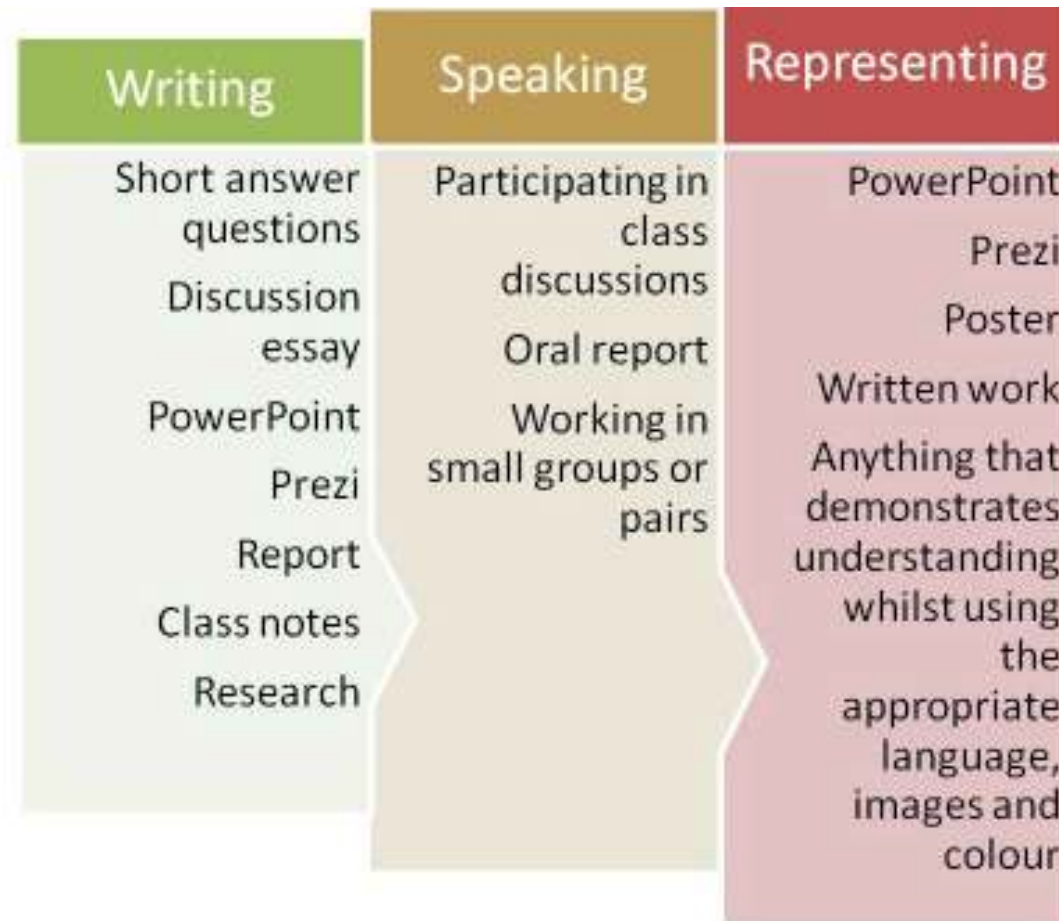 Writing
Short answer
questions
Discussion
essay
PowerPoint
Prezi
Report
Class notes
Research
Speaking
Participating in
class
discussions
Oral report
Working in
small groups or
pairs
Representing
PowerPoint
Prezi
Poster
Written work
Anything that
demonstrates
understanding
whilst using
the
appropriate
language,
images and
colour